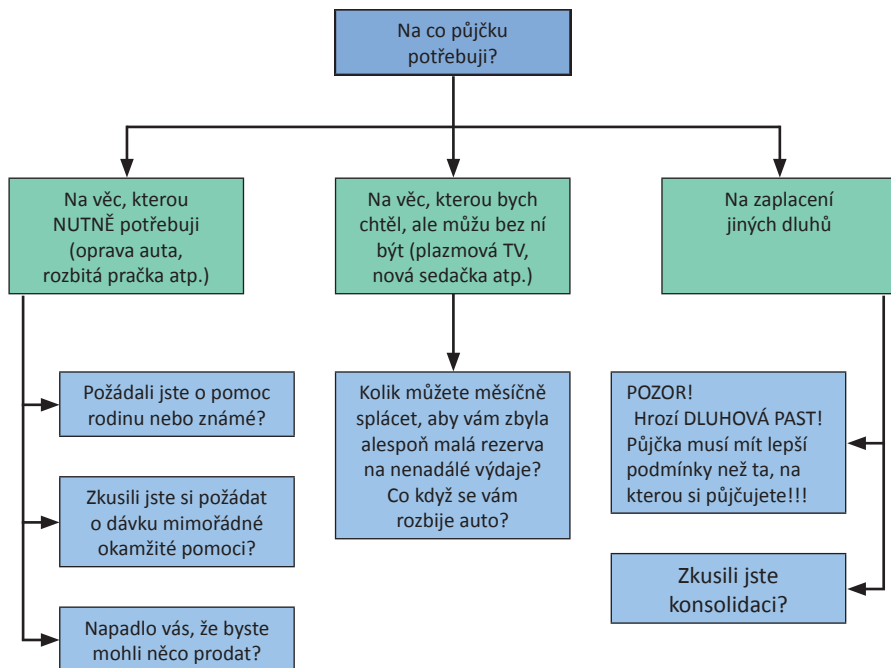 Na co půjčku
potřebuji?
Na věc, kterou
NUTNĚ potřebuji
(oprava auta,
rozbitá pračka atp.)
Na věc, kterou bych
chtěl, ale můžu bez ní
být (plazmová TV,
nová sedačka atp.)
Na zaplacení
jiných dluhů
Požádali jste o pomoc
rodinu nebo známé?
Zkusili jste si požádat
o dávku mimořádné
okamžité pomoci?
Napadlo vás, že byste
mohli něco prodat?
Kolik můžete měsíčně
splácet, aby vám zbyla
alespoň malá rezerva
na nenadálé výdaje?
Co když se vám
rozbije auto?
POZOR!
Hrozí DLUHOVÁ PAST!
Půjčka musí mít lepší
podmínky než ta, na
kterou si půjčujete!!!
Zkusili jste
konsolidaci?